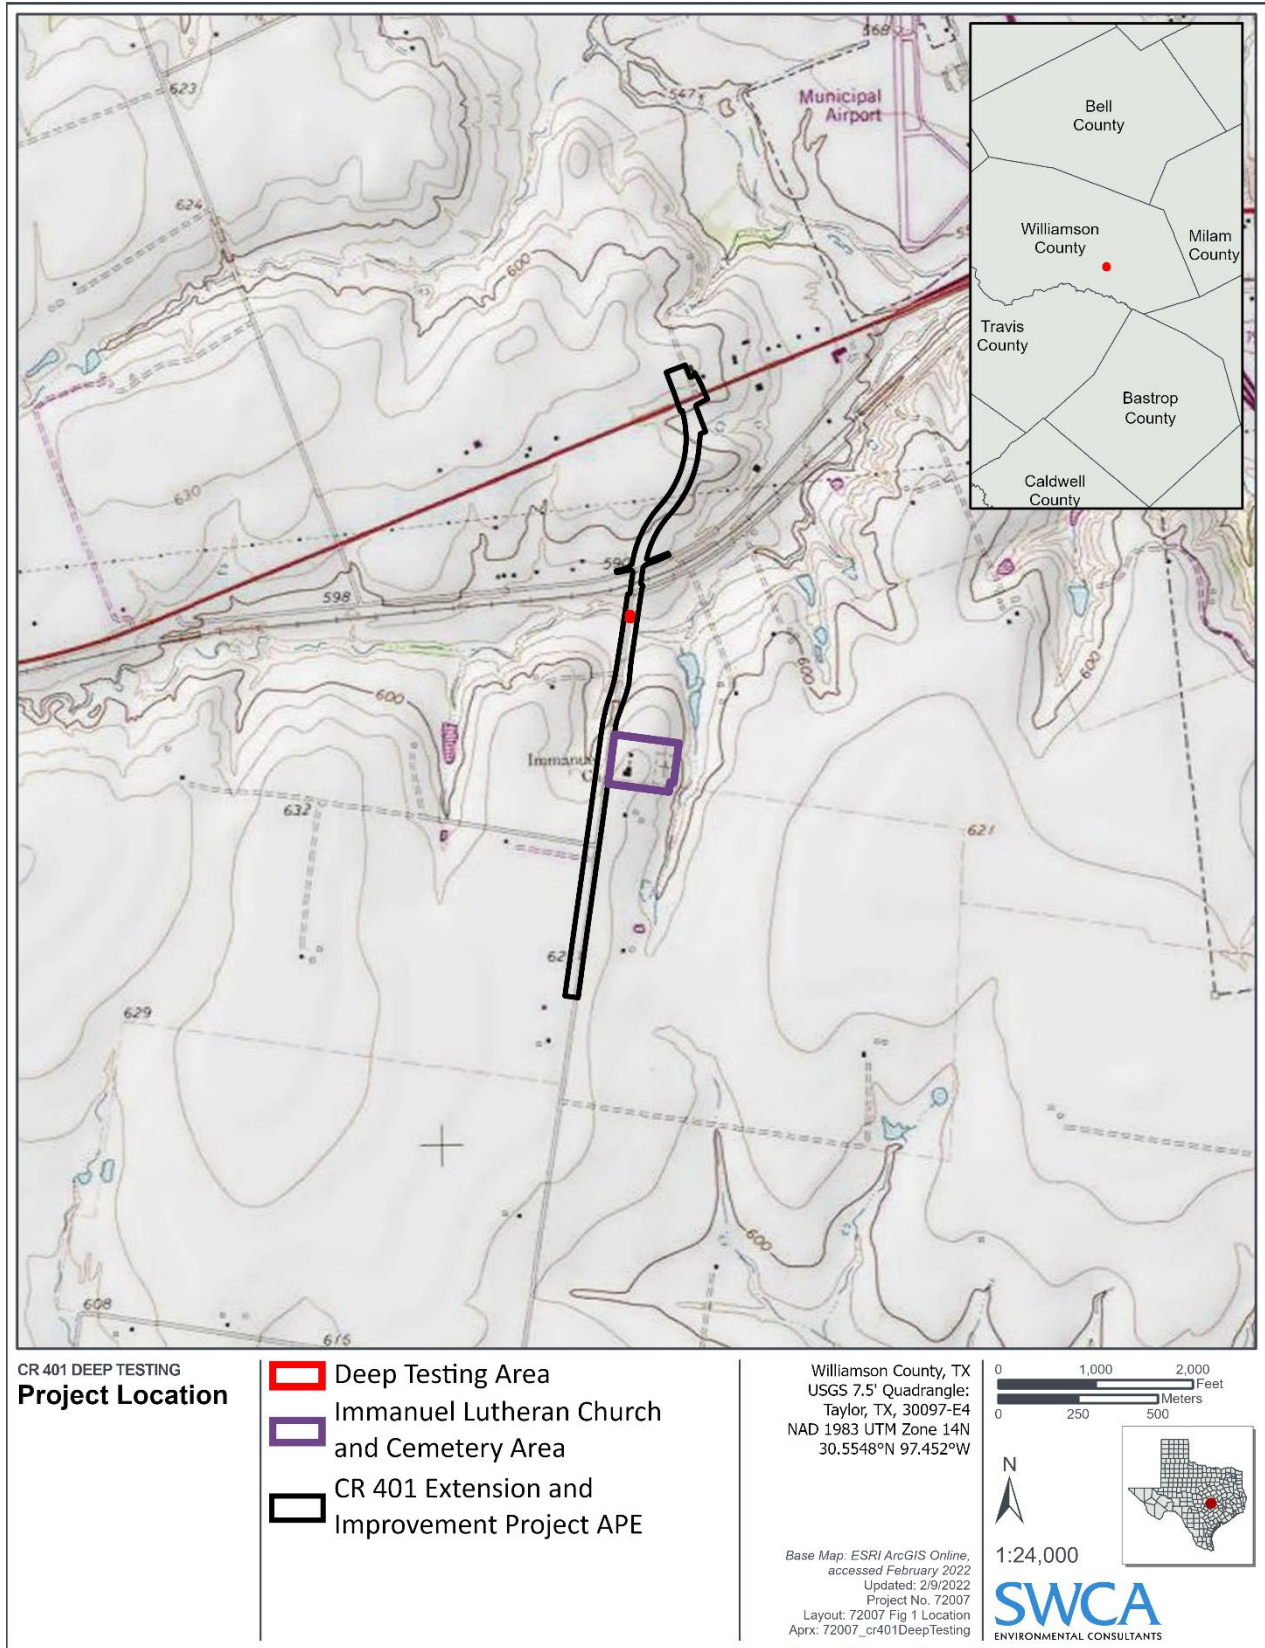 568
547
Municipal
Airport
623
624
600
630
598
600
600
600
632
621
629
600
608
615
Bell
County
Williamson
County
Milam
County
Travis
County
Bastrop
County
Caldwell
County
CR 401 DEEP TESTING
Project Location
Deep Testing Area
Immanuel Lutheran Church
and Cemetery Area
CR 401 Extension and
Improvement Project APE
Williamson County, TX
USGS 7.5' Quadrangle:
Taylor, TX, 30097-E4
NAD 1983 UTM Zone 14N
30.5548°N 97.452°W
Base Map: ESRI ArcGIS Online,
accessed February 2022
Updated: 2/9/2022
Project No. 72007
Layout: 72007 Fig 1 Location
Aprx: 72007_cr401DeepTesting
0 1,000 2,000
Feet
Meters
0 250 500
N
1:24,000
SWCA
ENVIRONMENTAL CONSULTANTS